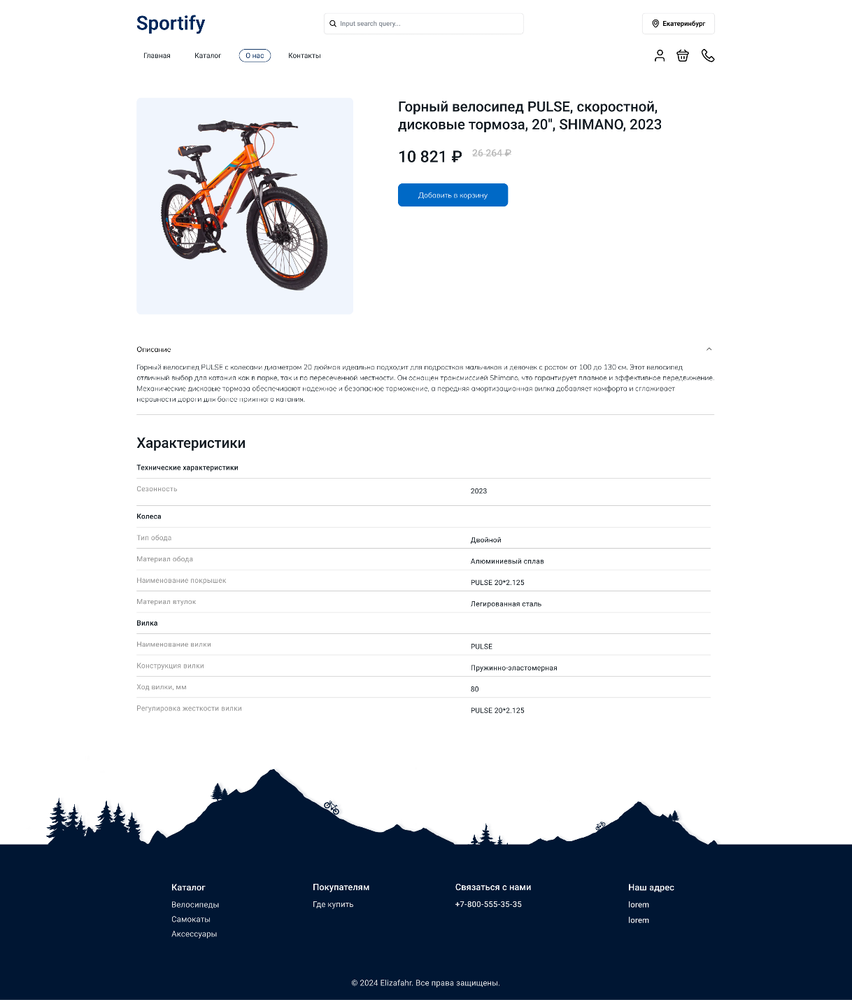 Sportify
Input search query...
Екатеринбург
Главная
Каталог
О нас
Контакты
Горный велосипед PULSE, скоростной,
дисковые тормоза, 20", SHIMANO, 2023
10 821 ₽
26 264 ₽
Добавить в корзину
Описание
Горный велосипед PULSE с колесами диаметром 20 дюймов идеально подходит для подростков мальчиков и девочек с ростом от 100 до 130 см. Этот велосипед
отличный выбор для катания как в парке, так и по пересеченной местности. Он оснащен трансмиссией Shimano, что гарантирует плавное и эффективное передвижение.
Механические дисковые тормоза обеспечивают надежное и безопасное торможение, а передняя амортизационная вилка добавляет комфорта и сглаживает
неровности дороги для более приятного катания.
Характеристики
Технические характеристики
Сезонность
2023
Колеса
Тип обода
Двойной
Материал обода
Алюминиевый сплав
Наименование покрышек
PULSE 20*2.125
Материал втулок
Легированная сталь
Вилка
Наименование вилки
PULSE
Конструкция вилки
Пружинно-эластомерная
Ход вилки, мм
80
Регулировка жесткости вилки
PULSE 20*2.125
Каталог
Велосипеды
Самокаты
Аксессуары
Покупателям
Где купить
Связаться с нами
+7-800-555-35-35
Наш адрес
lorem
lorem
© 2024 Elizafahr. Все права защищены.